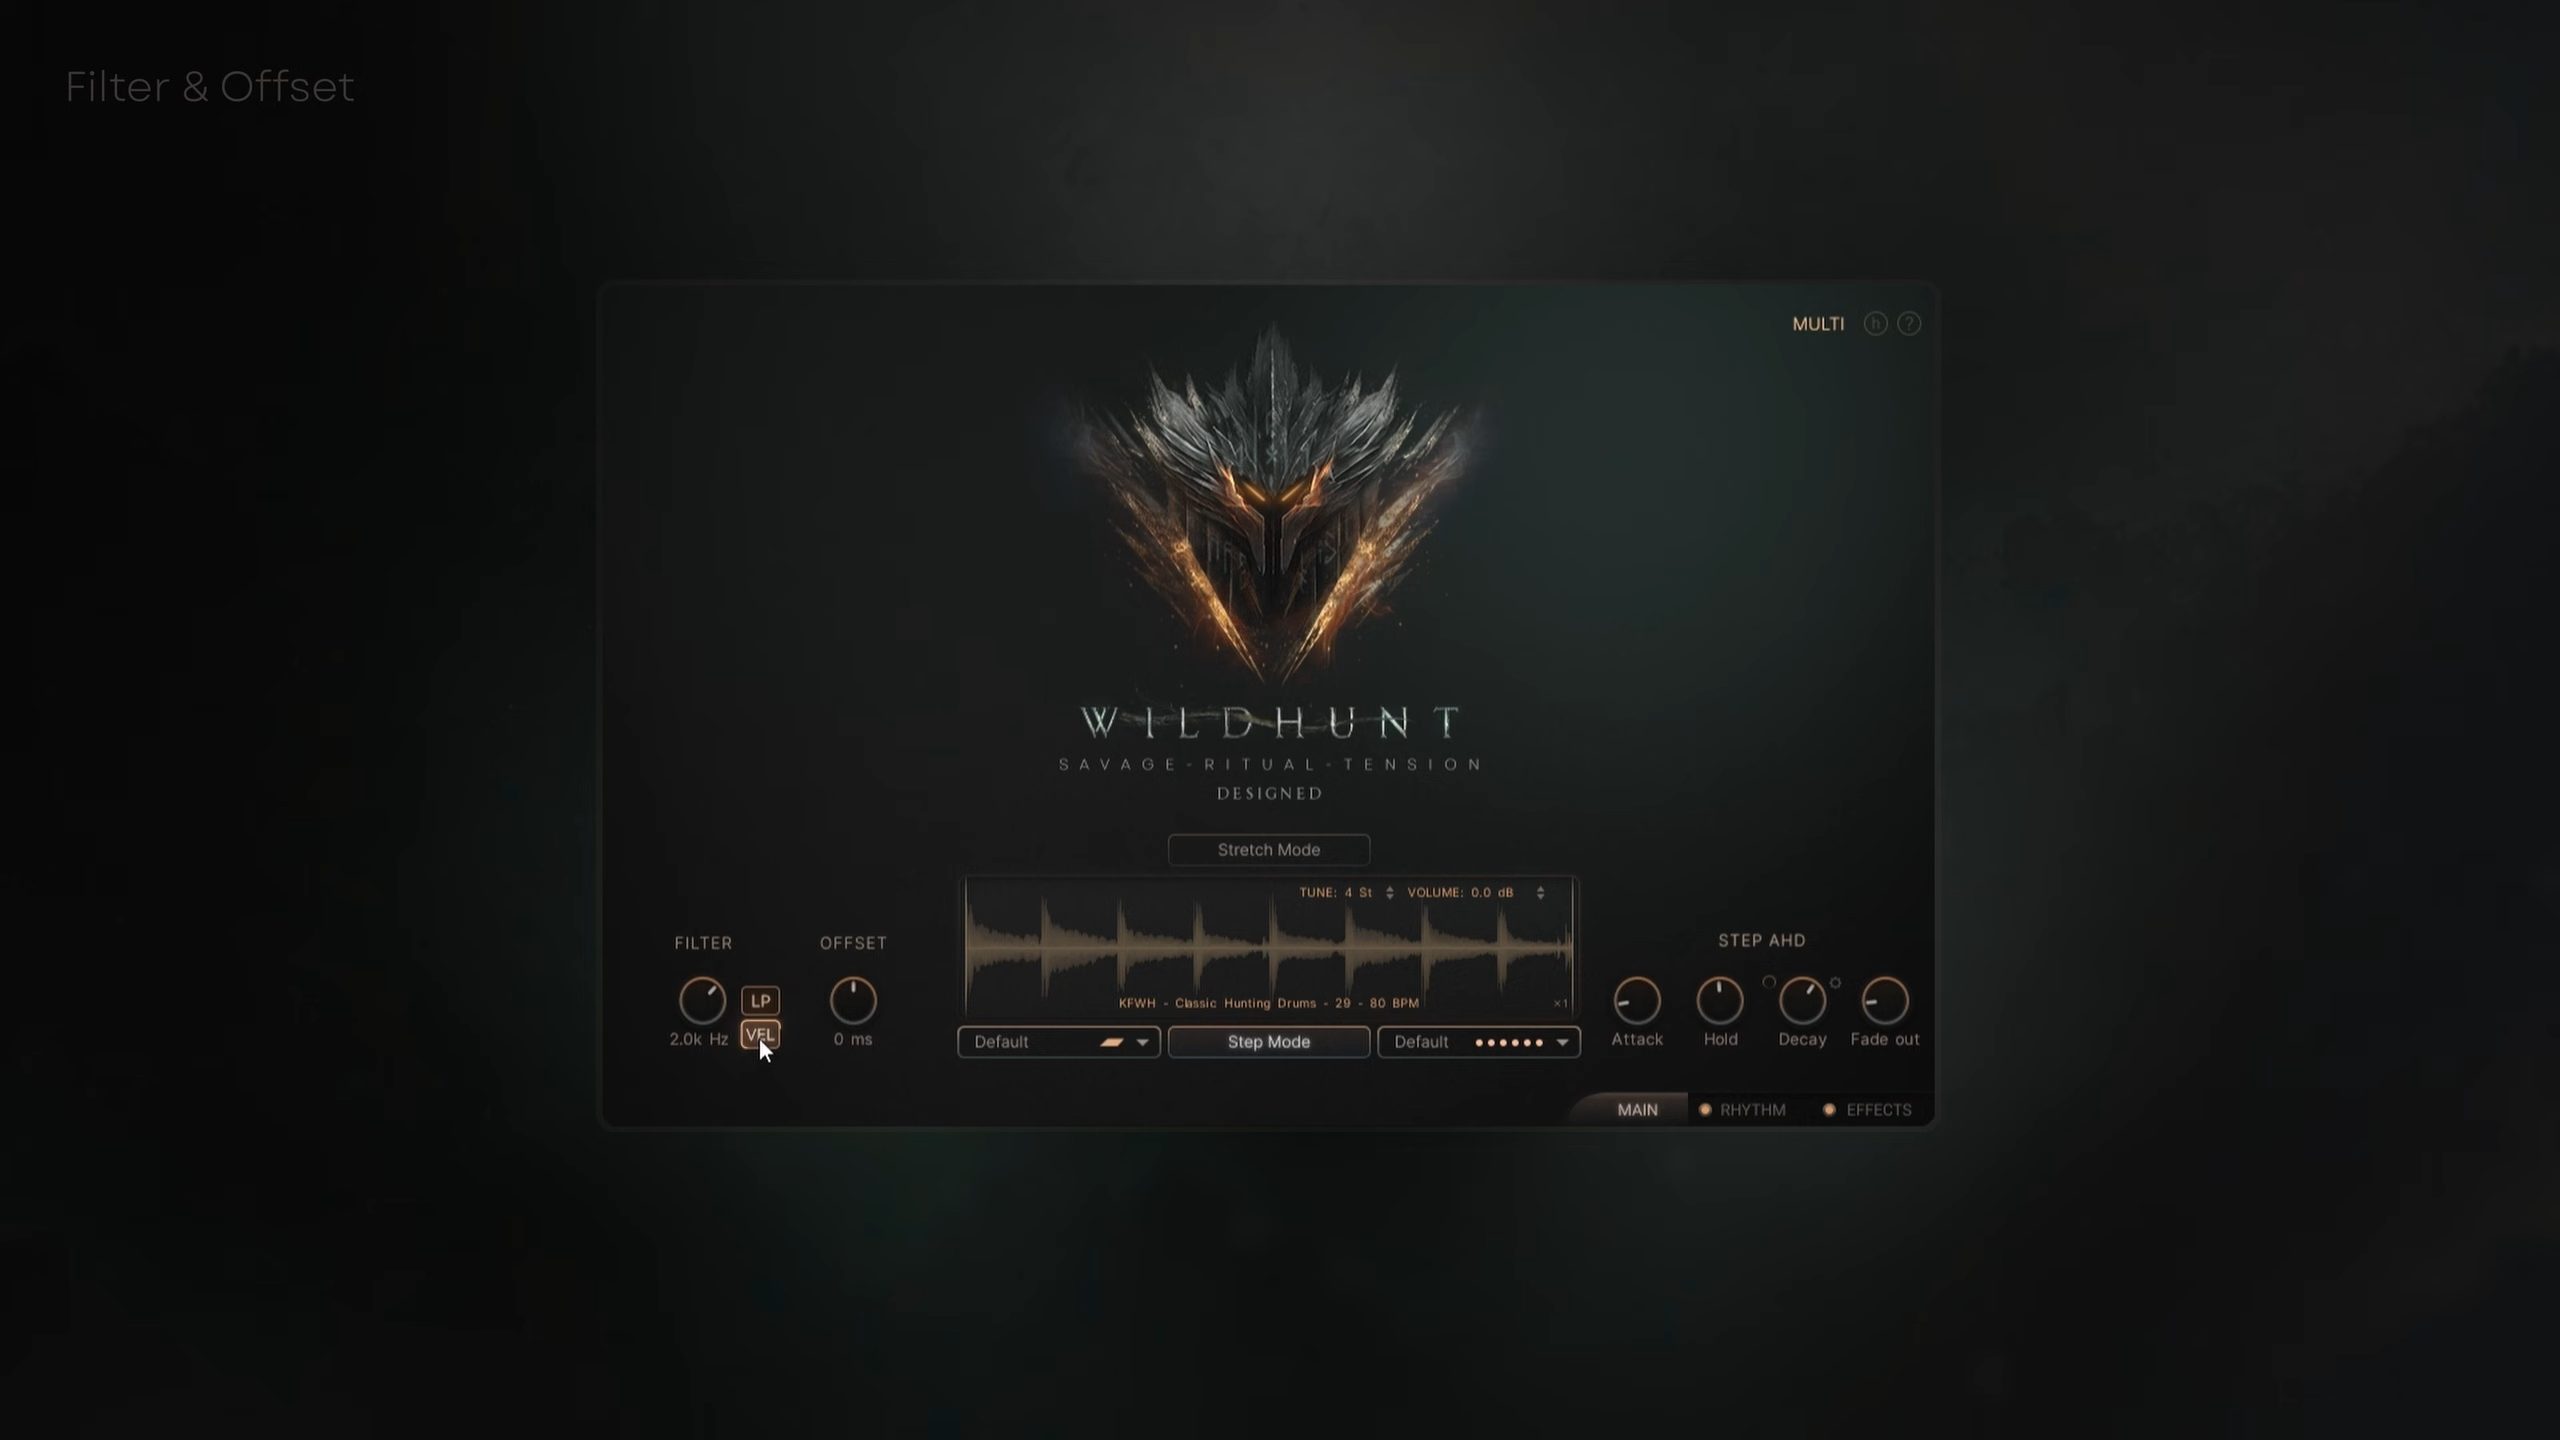 Filter & Offset
MULTI h ?
WILDHUNT
SAVAGE-RITUAL-TENSION
DESIGNED
Stretch Mode
TUNE: 4 St VOLUME: 0.0 dB
KFWH - Classic Hunting Drums - 29 - 80 BPM ×1
FILTER OFFSET
LP
VEL
2.0k Hz 0 ms
Default Step Mode Default
STEP AHD
Attack Hold Decay Fade out
MAIN RHYTHM EFFECTS